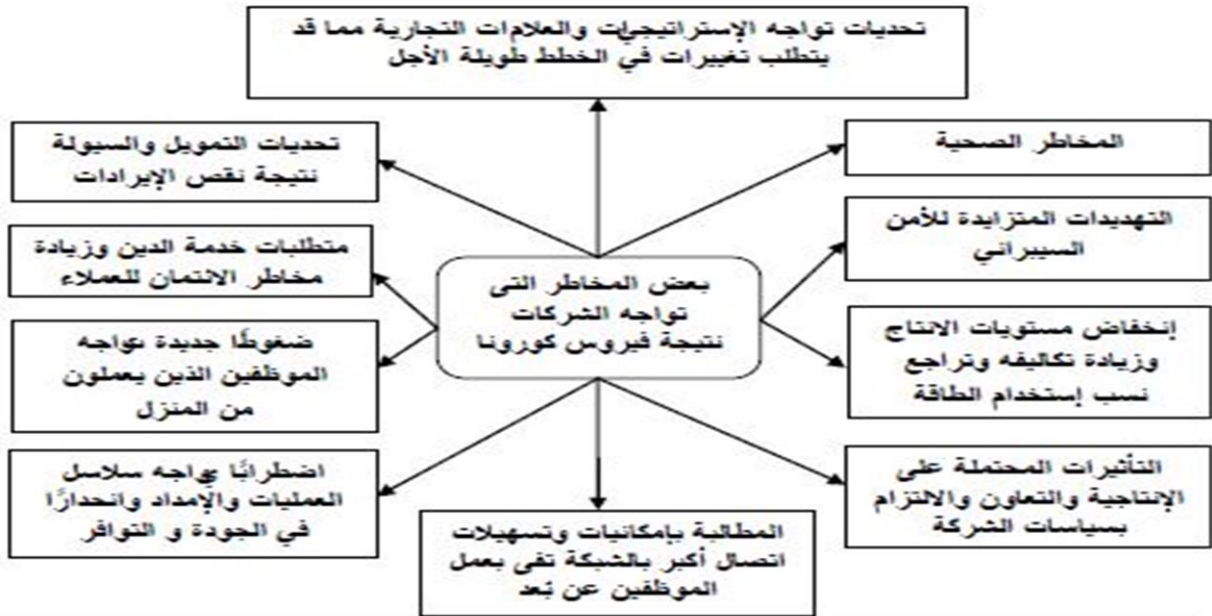 تحديات تواجه الإستراتيجيات والعلامات التجارية مما قد
يتطلب تغييرات في الخطط طويلة الأجل
المخاطر الصحية
التهديدات المتزايدة للأمن
السيبراني
إنخفاض مستويات الانتاج
وزيادة تكاليفه وتراجع
نسب إستخدام الطاقة
التأثيرات المحتملة على
الإنتاجية والتعاون والالتزام
بسياسات الشركة
بعض المخاطر التى
تواجه الشركات
نتيجة فيروس كورونا
تحديات التمويل والسيولة
نتيجة نقص الإيرادات
متطلبات خدمة الدين وزيادة
مخاطر الائتمان للعملاء
ضغوطًا جديدة تواجه
الموظفين الذين يعملون
من المنزل
اضطرابًا يواجه سلاسل
العمليات والإمداد وانحدارًا
في الجودة و التوافر
المطالبة بإمكانيات وتسهيلات
اتصال أكبر بالشبكة تفى بعمل
الموظفين عن بُعد